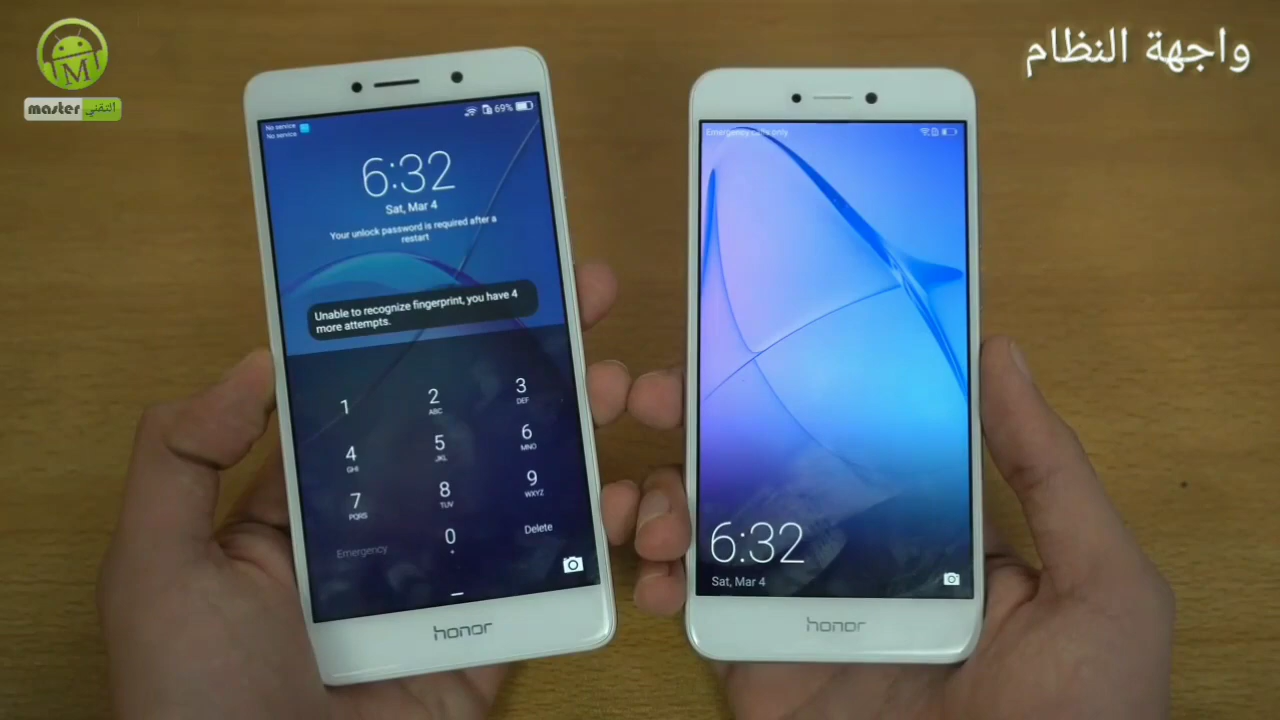 واجهة النظام
M
master التقني
No service
No service
69%
6:32
Sat, Mar 4
Your unlock password is required after a
restart
Unable to recognize fingerprint, you have 4
more attempts.
1
2
ABC
3
DEF
4
GHI
5
JKL
6
MNO
7
PQRS
8
TUV
9
WXYZ
Emergency
0
Delete
honor
Emergency calls only
6:32
Sat, Mar 4
honor